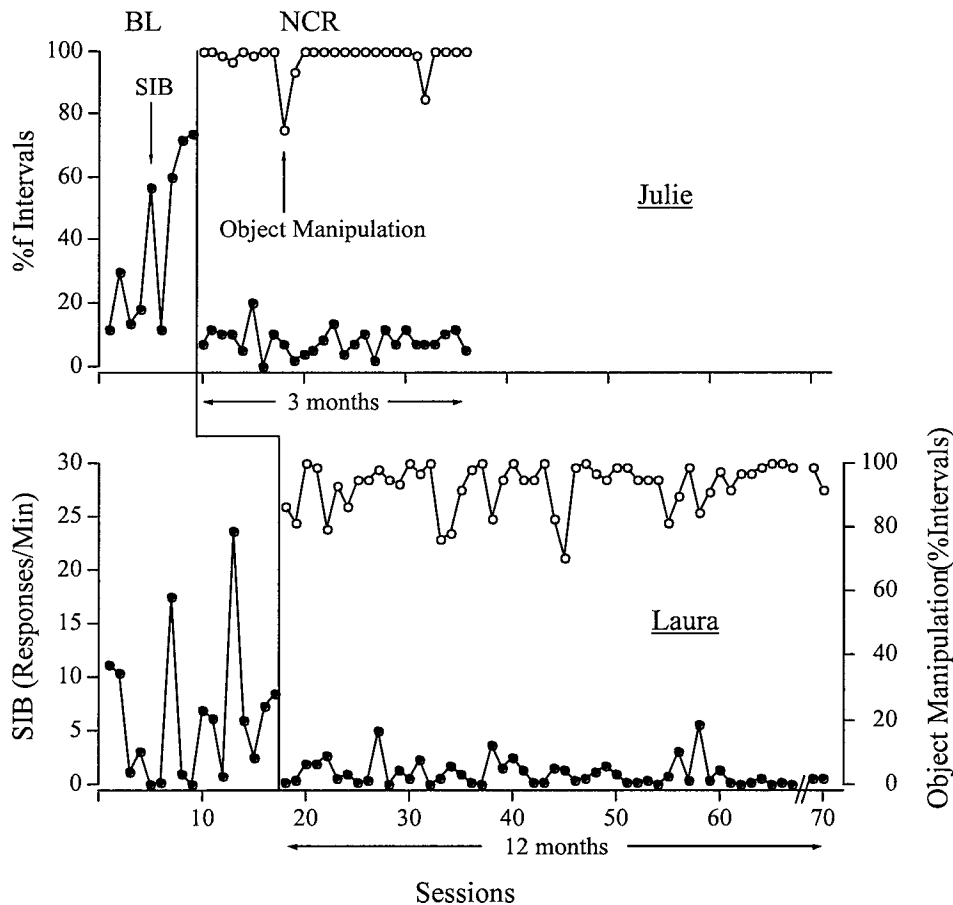 BL NCR
100
80
60
40
20
0
%f Intervals
SIB
Object Manipulation
Julie
3 months
30
25
20
15
10
5
0
SIB (Responses/Min)
100
80
60
40
20
0
Object Manipulation(%Intervals)
Laura
10 20 30 40 50 60 70
12 months
Sessions